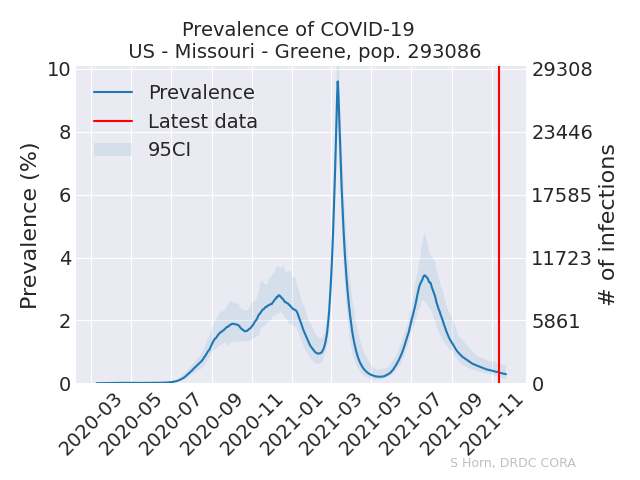 Prevalence of COVID-19
US - Missouri - Greene, pop. 293086
Prevalence
Latest data
95CI
Prevalence (%)
10
8
6
4
2
0
29308
23446
17585
11723
5861
0
# of infections
2020-03
2020-05
2020-07
2020-09
2020-11
2021-01
2021-03
2021-05
2021-07
2021-09
2021-11
S Horn, DRDC CORA